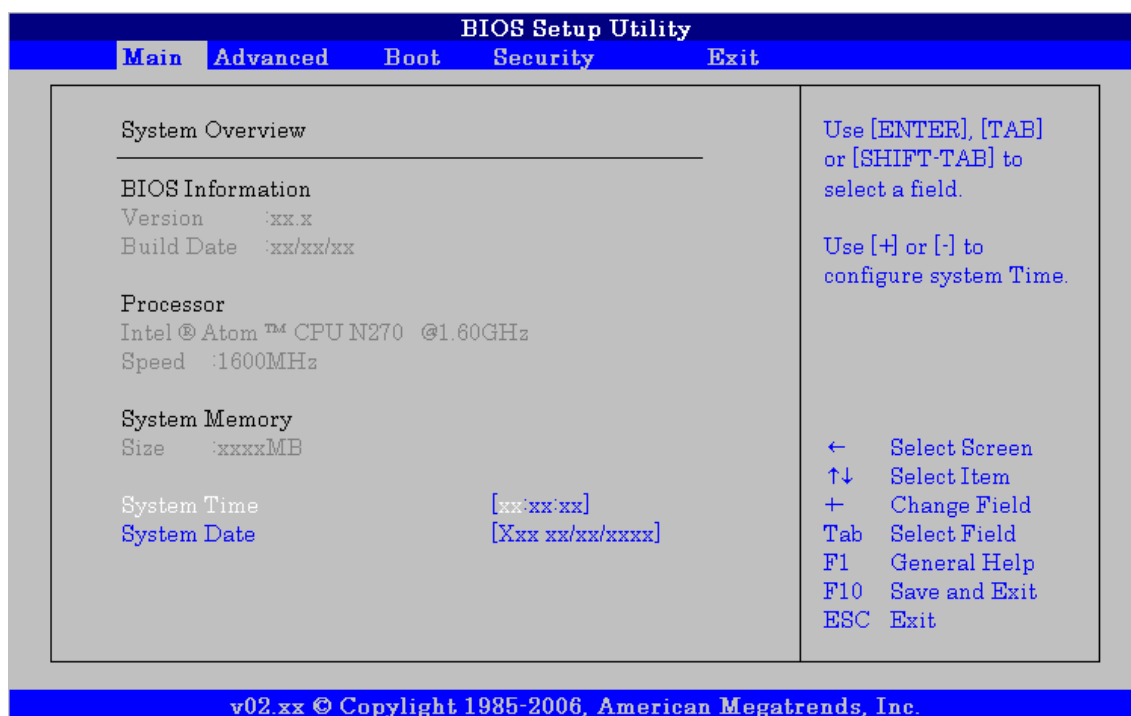 BIOS Setup Utility
Main Advanced Boot Security Exit
System Overview
BIOS Information
Version :xx.x
Build Date :xx/xx/xx
Processor
Intel ® Atom ™ CPU N270 @1.60GHz
Speed :1600MHz
System Memory
Size :xxxxMB
System Time [xx:xx:xx]
System Date [Xxx xx/xx/xxxx]
Use [ENTER], [TAB]
or [SHIFT-TAB] to
select a field.
Use [+] or [-] to
configure system Time.
← Select Screen
↑↓ Select Item
+ Change Field
Tab Select Field
F1 General Help
F10 Save and Exit
ESC Exit
v02.xx © Copylight 1985-2006, American Megatrends, Inc.